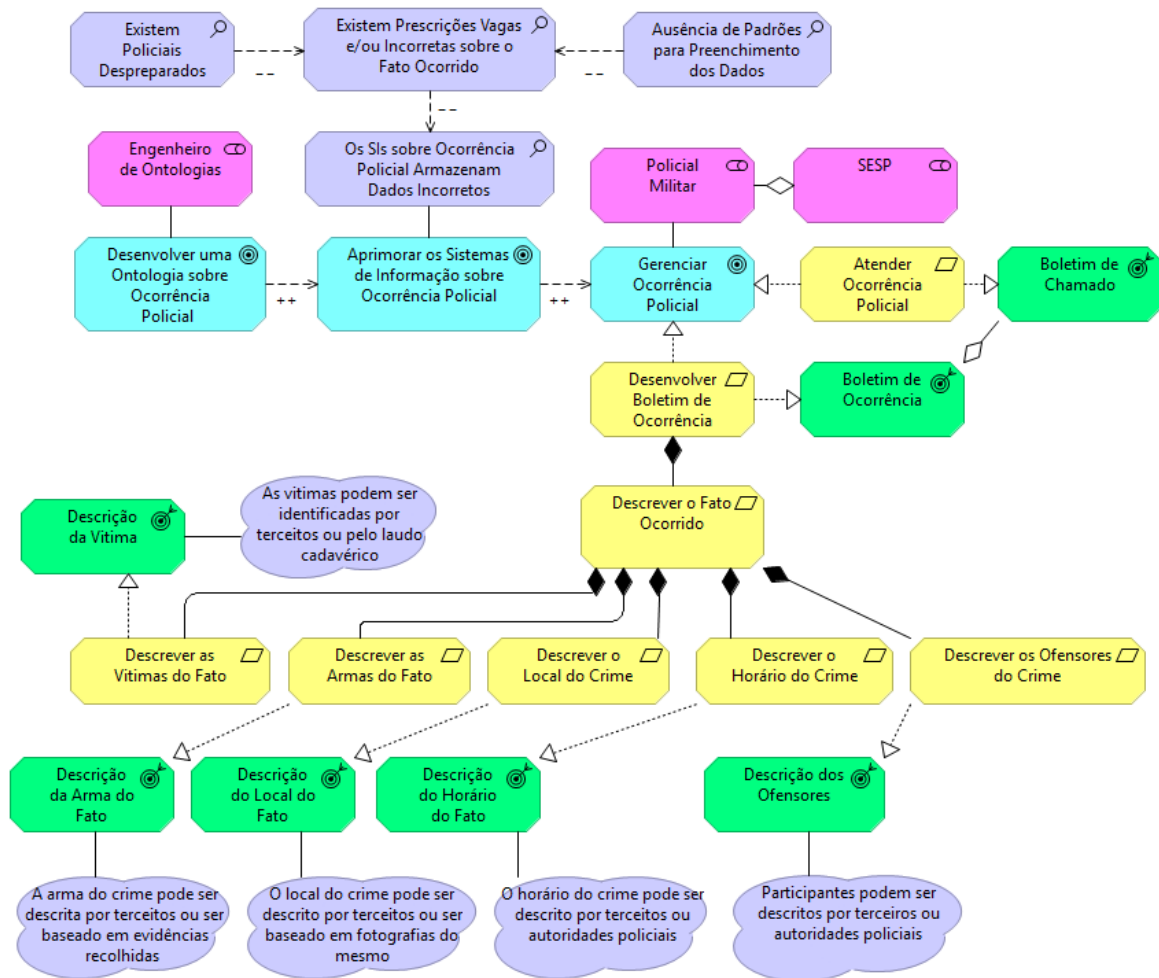 Existem
Policiais
Despreparados
Existem Prescrições Vagas
e/ou Incorretas sobre o
Fato Ocorrido
Ausência de Padrões
para Preenchimento
dos Dados
--
--
--
Engenheiro
de Ontologias
Os SIs sobre Ocorrência
Policial Armazenam
Dados Incorretos
Policial
Militar
SESP
Desenvolver uma
Ontologia sobre
Ocorrência
Policial
++
Aprimorar os Sistemas
de Informação sobre
Ocorrência Policial
++
Gerenciar
Ocorrência
Policial
Atender
Ocorrência
Policial
Boletim de
Chamado
Desenvolver
Boletim de
Ocorrência
Boletim de
Ocorrência
Descrição
da Vitima
As vitimas podem ser
identificadas por
terceitos ou pelo laudo
cadavérico
Descrever o Fato
Ocorrido
Descrever as
Vitimas do Fato
Descrever as
Armas do Fato
Descrever o
Local do Crime
Descrever o
Horário do Crime
Descrever os Ofensores
do Crime
Descrição
da Arma do
Fato
Descrição
do Local do
Fato
Descrição
do Horário
do Fato
Descrição dos
Ofensores
A arma do crime pode ser
descrita por terceitos ou ser
baseado em evidências
recolhidas
O local do crime pode ser
descrito por terceitos ou ser
baseado em fotografias do
mesmo
O horário do crime pode ser
descrito por terceitos ou
autoridades policiais
Participantes podem ser
descritos por terceiros ou
autoridades policiais